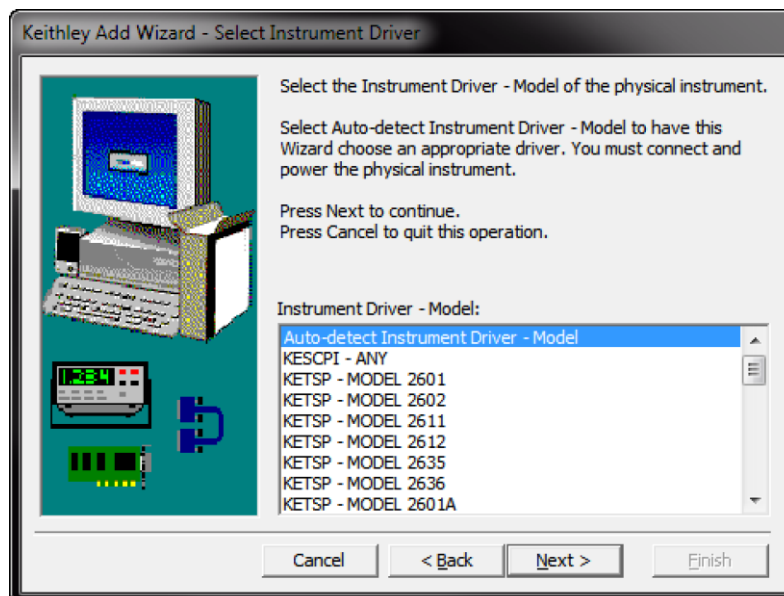 Keithley Add Wizard - Select Instrument Driver
Select the Instrument Driver - Model of the physical instrument.
Select Auto-detect Instrument Driver - Model to have this
Wizard choose an appropriate driver. You must connect and
power the physical instrument.
Press Next to continue.
Press Cancel to quit this operation.
Instrument Driver - Model:
Auto-detect Instrument Driver - Model
KESCPI - ANY
KETSP - MODEL 2601
KETSP - MODEL 2602
KETSP - MODEL 2611
KETSP - MODEL 2612
KETSP - MODEL 2635
KETSP - MODEL 2636
KETSP - MODEL 2601A
1.234
Cancel
< Back
Next >
Finish